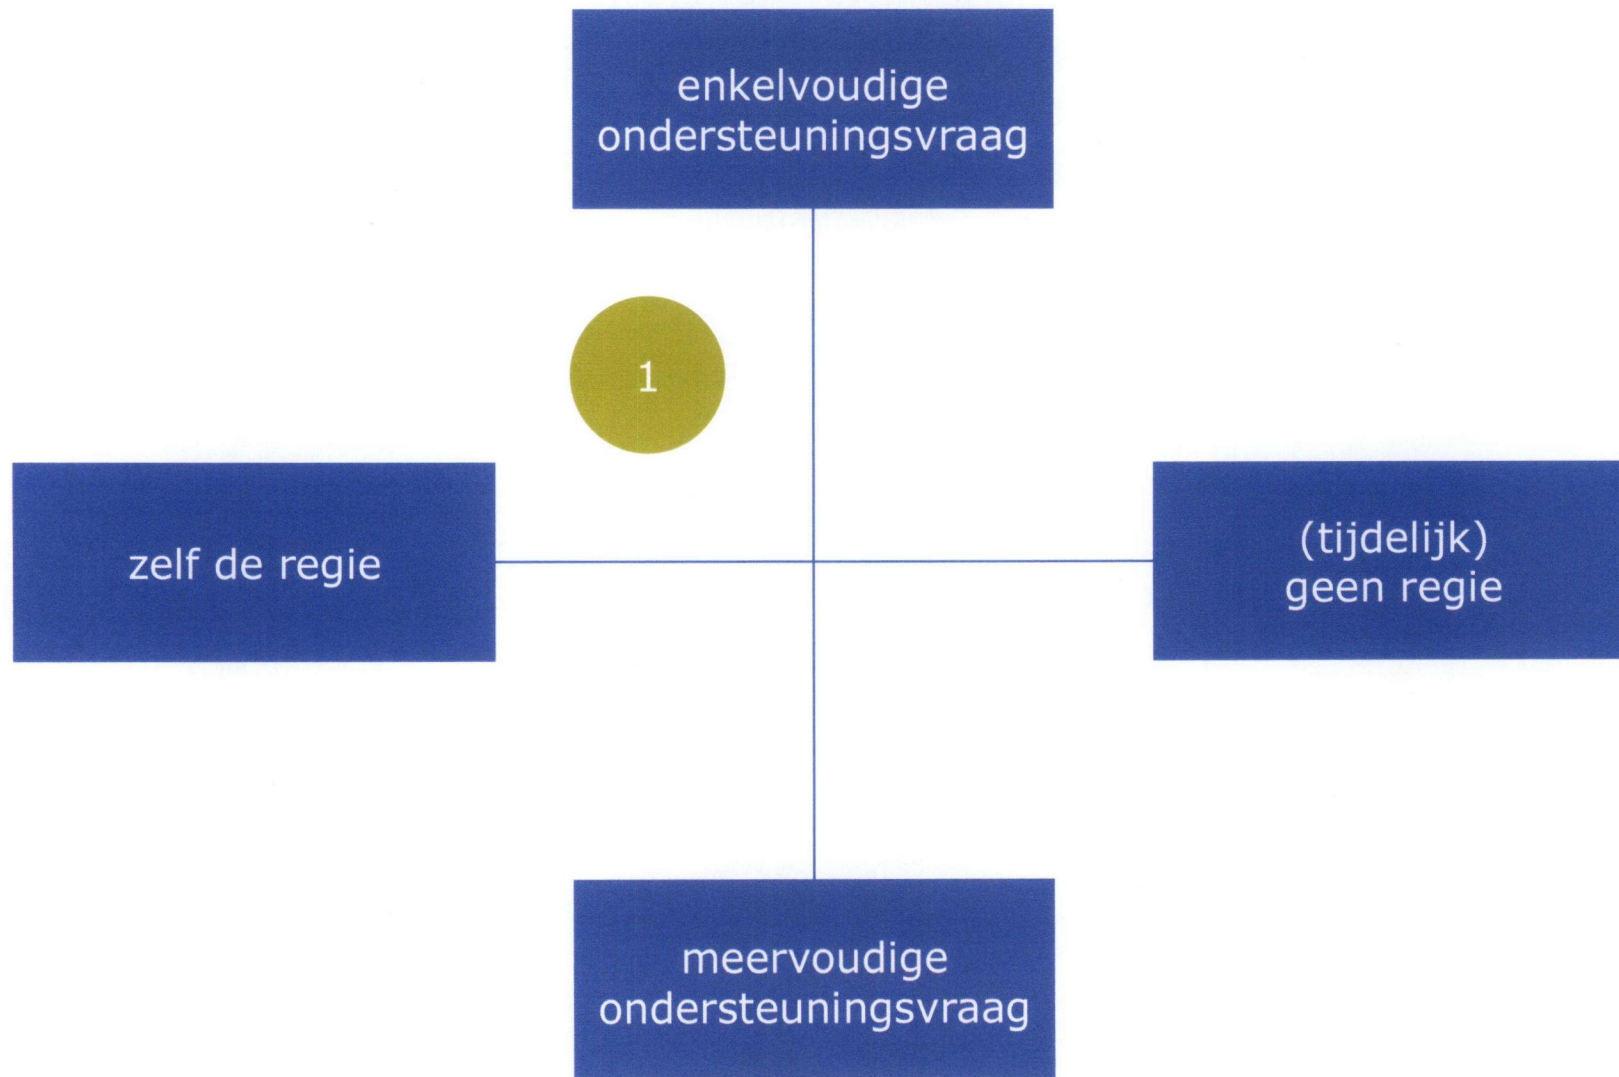 enkelvoudige
ondersteuningsvraag
1
zelf de regie
(tijdelijk)
geen regie
meervoudige
ondersteuningsvraag